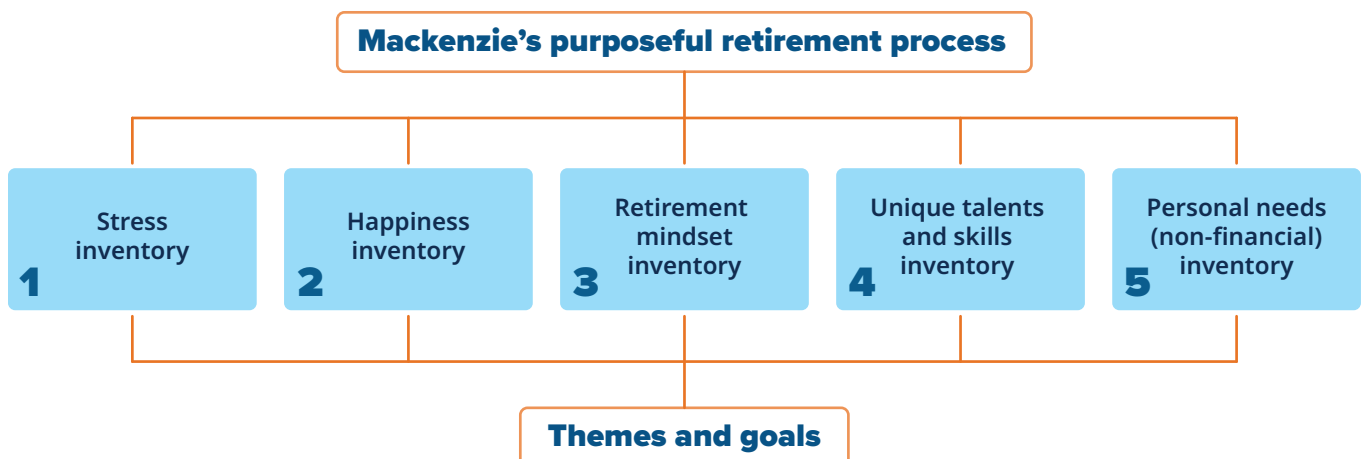 Mackenzie’s purposeful retirement process
Stress
inventory
1
Happiness
inventory
2
Retirement
mindset
inventory
3
Unique talents
and skills
inventory
4
Personal needs
(non-financial)
inventory
5
Themes and goals